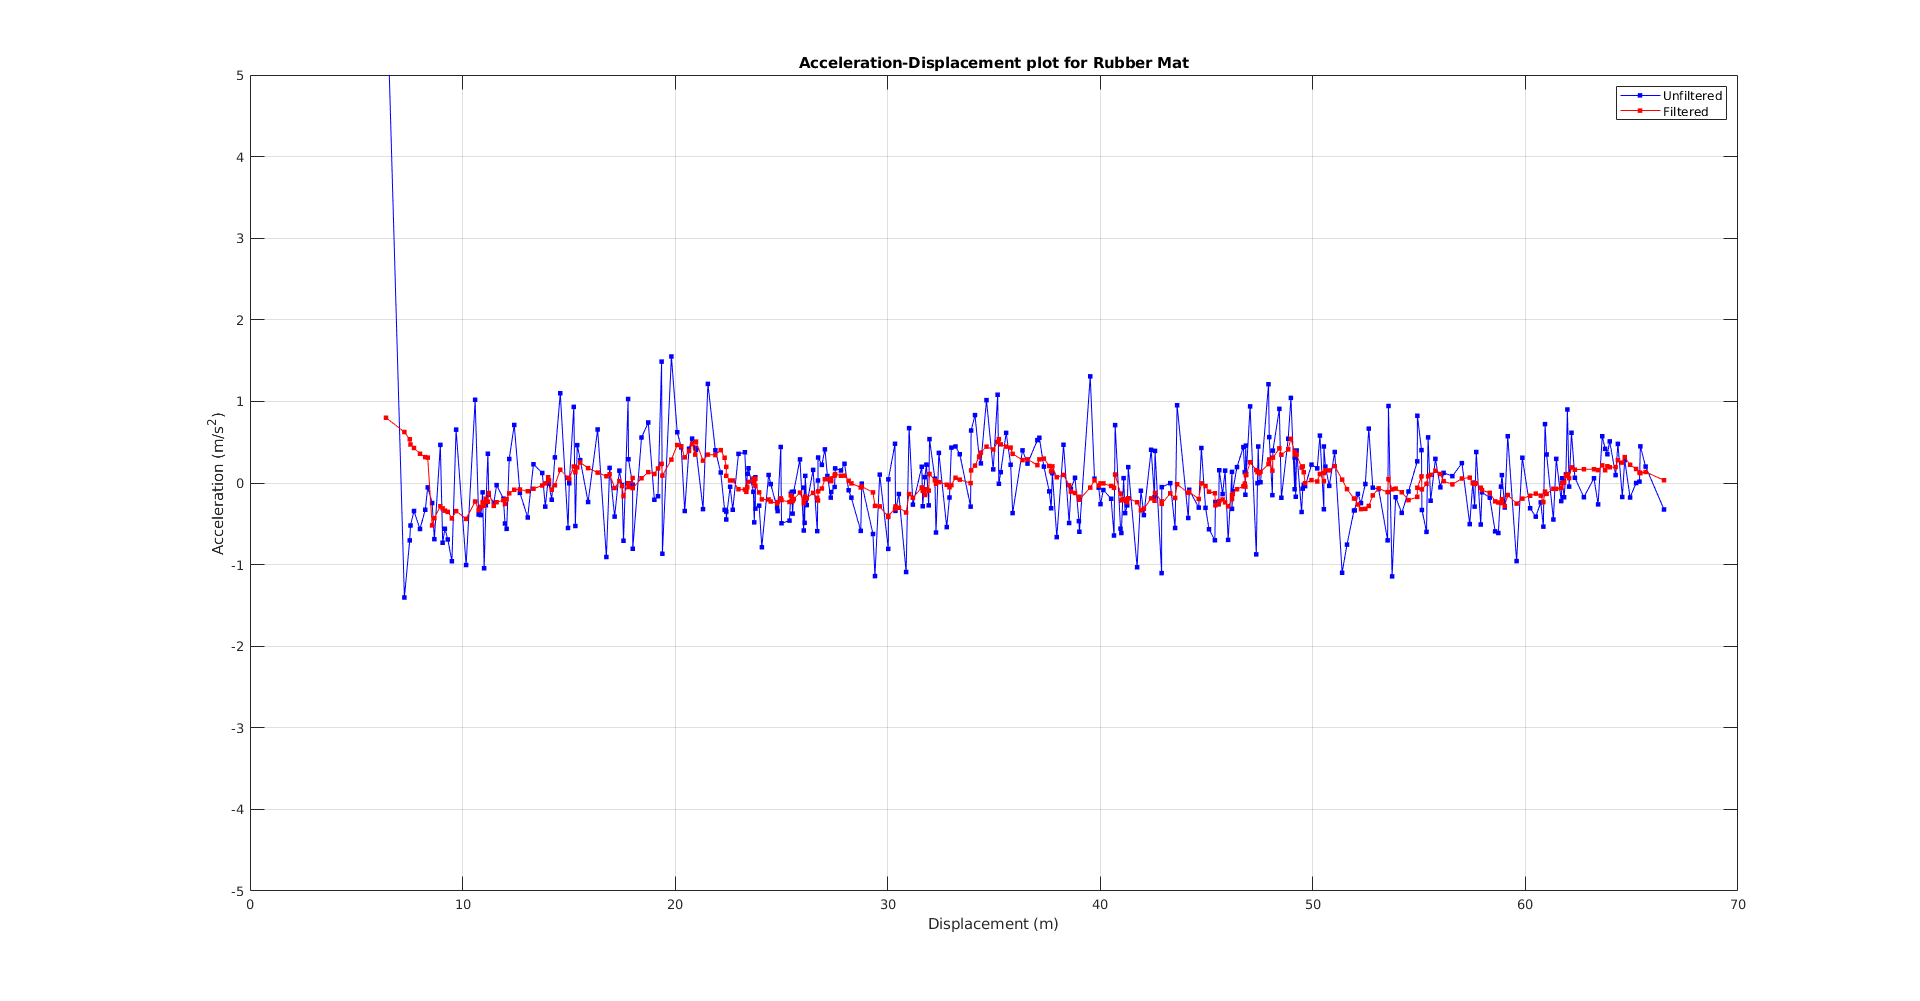 Acceleration-Displacement plot for Rubber Mat
Unfiltered
Filtered
Acceleration (m/s²)
5
4
3
2
1
0
-1
-2
-3
-4
-5
0 10 20 30 40 50 60 70
Displacement (m)